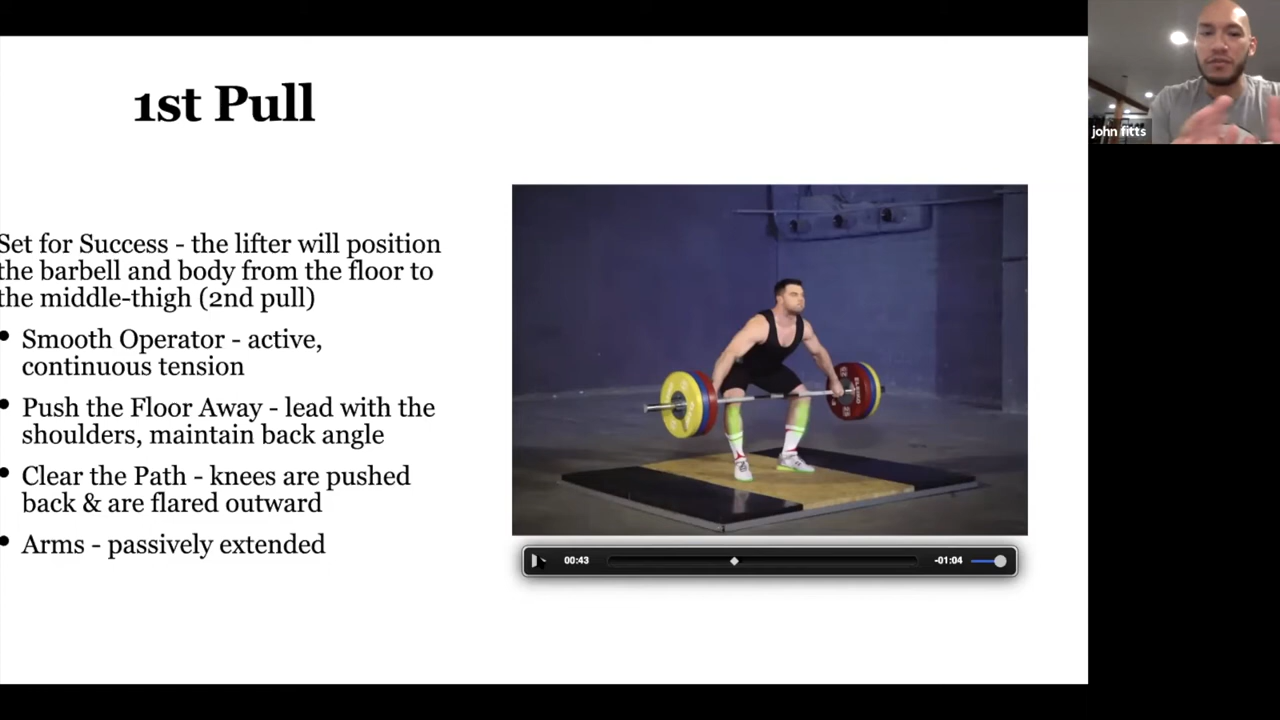 1st Pull
Set for Success - the lifter will position
the barbell and body from the floor to
the middle-thigh (2nd pull)
• Smooth Operator - active,
continuous tension
• Push the Floor Away - lead with the
shoulders, maintain back angle
• Clear the Path - knees are pushed
back & are flared outward
• Arms - passively extended
00:43
-01:04
john fitts